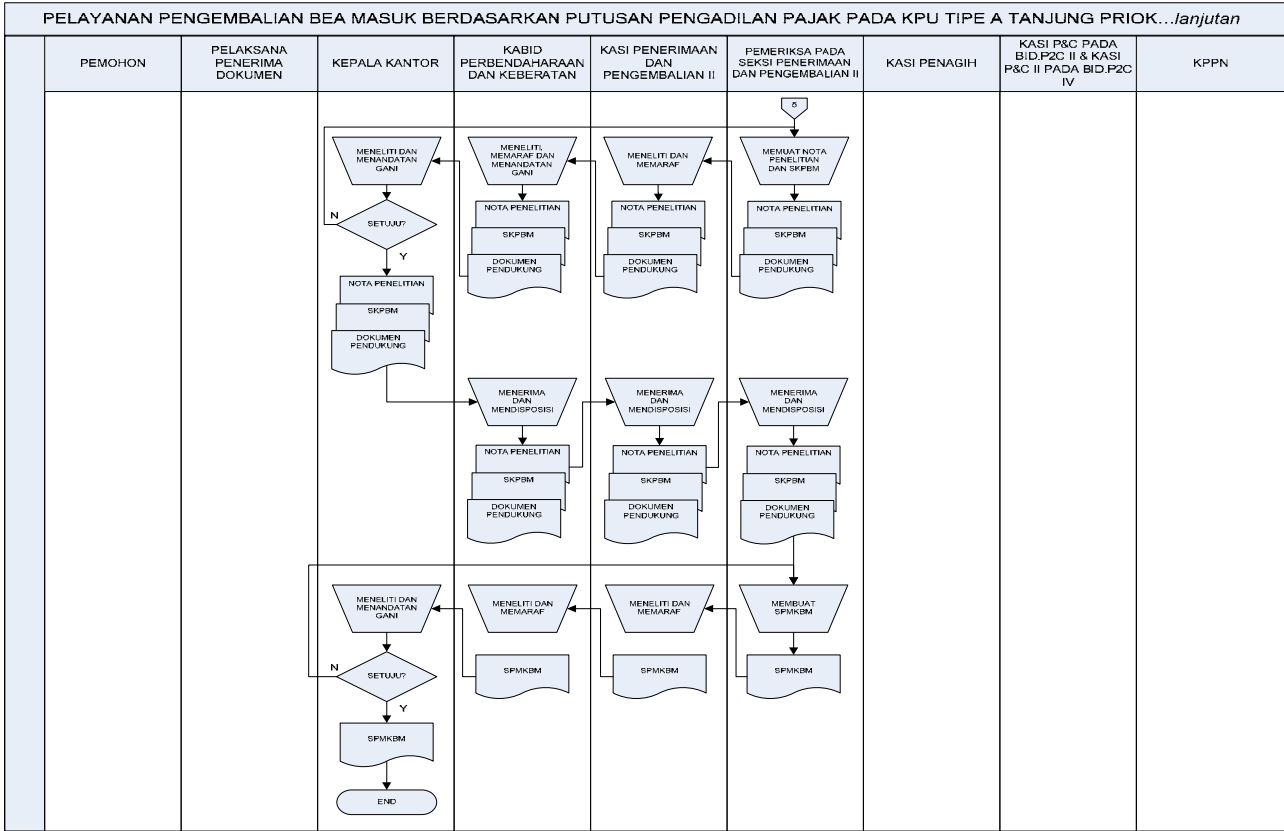 PELAYANAN PENGEMBALIAN BEA MASUK BERDASARKAN PUTUSAN PENGADILAN PAJAK PADA KPU TIPE A TANJUNG PRIOK...lanjutan
PEMOHON
PELAKSANA
PENERIMA
DOKUMEN
KEPALA KANTOR
KABID
PERBENDAHARAAN
DAN KEBERATAN
KASI PENERIMAAN
DAN
PENGEMBALIAN II
PEMERIKSA PADA
SEKSI PENERIMAAN
DAN PENGEMBALIAN II
KASI PENAGIH
KASI P&C PADA
BID.P2C II & KASI
P&C II PADA BID.P2C
IV
KPPN
5
MENELITI DAN
MENANDATAN
GANI
MENELITI,
MEMARAF DAN
MENANDATAN
GANI
MENELITI DAN
MEMARAF
MEMUAT NOTA
PENELITIAN
DAN SKPBM
N
SETUJU?
Y
NOTA PENELITIAN
SKPBM
DOKUMEN
PENDUKUNG
NOTA PENELITIAN
SKPBM
DOKUMEN
PENDUKUNG
NOTA PENELITIAN
SKPBM
DOKUMEN
PENDUKUNG
NOTA PENELITIAN
SKPBM
DOKUMEN
PENDUKUNG
MENERIMA
DAN
MENDISPOSISI
MENERIMA
DAN
MENDISPOSISI
MENERIMA
DAN
MENDISPOSISI
NOTA PENELITIAN
SKPBM
DOKUMEN
PENDUKUNG
NOTA PENELITIAN
SKPBM
DOKUMEN
PENDUKUNG
NOTA PENELITIAN
SKPBM
DOKUMEN
PENDUKUNG
MENELITI DAN
MENANDATAN
GANI
MENELITI DAN
MEMARAF
MENELITI DAN
MEMARAF
MEMBUAT
SPMKBM
N
SETUJU?
Y
SPMKBM
SPMKBM
SPMKBM
SPMKBM
END